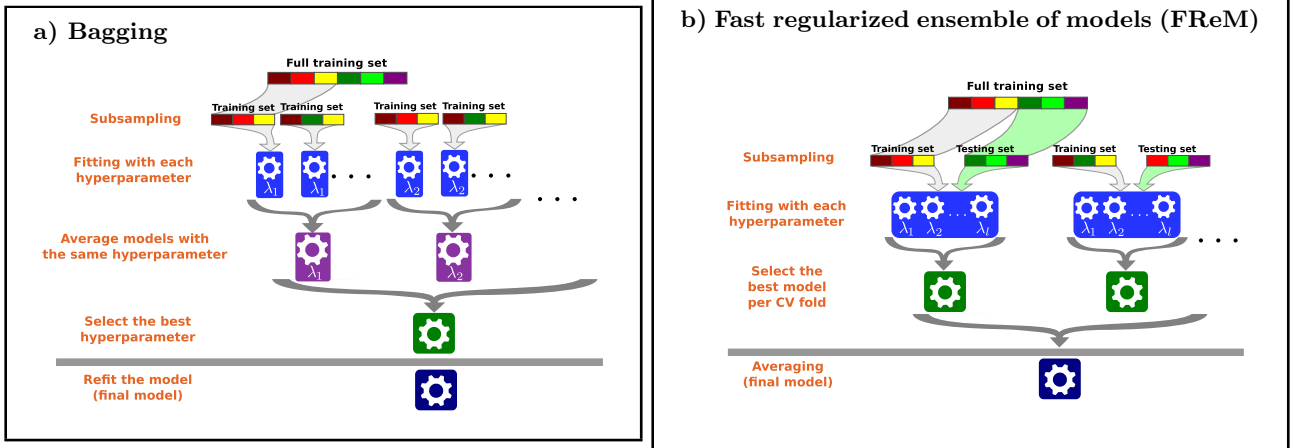 a) Bagging
Full training set
Training set Training set Training set Training set
Subsampling
Fitting with each
hyperparameter
λ1 λ1 . . . λ2 λ2 . . .
. . .
Average models with
the same hyperparameter
λ1 λ2
Select the best
hyperparameter
Refit the model
(final model)
b) Fast regularized ensemble of models (FReM)
Full training set
Training set Testing set Training set Testing set
Subsampling
Fitting with each
hyperparameter
λ1 λ2 ... λl λ1 λ2 ... λl
. . .
Select the
best model
per CV fold
Averaging
(final model)